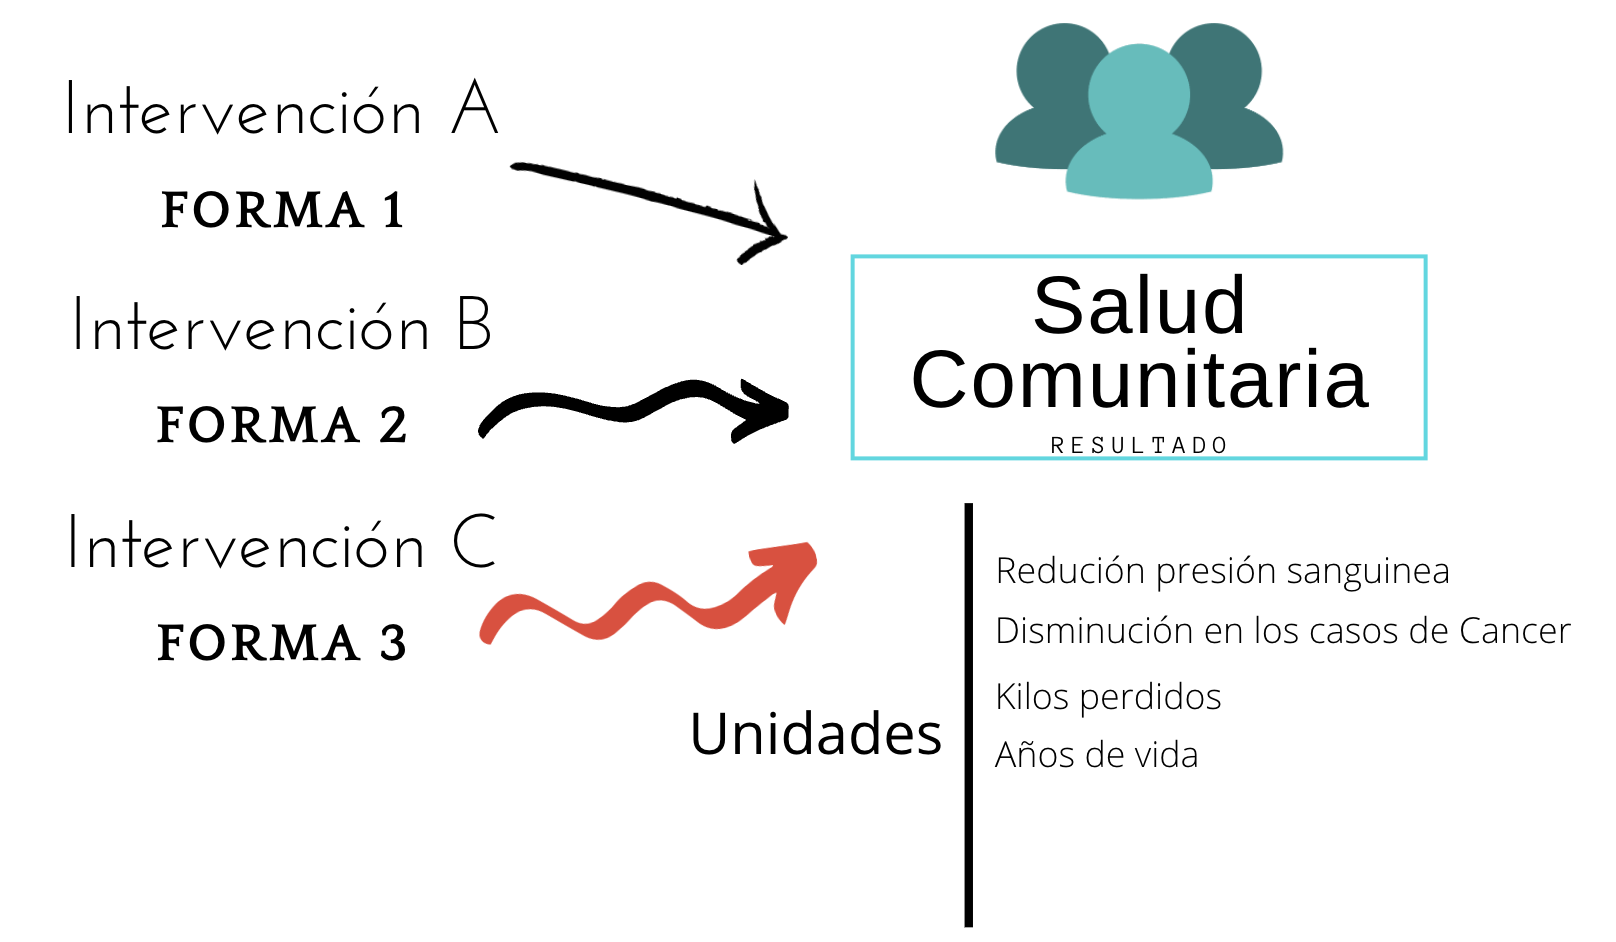 Intervención A
FORMA 1
Intervención B
FORMA 2
Intervención C
FORMA 3
Salud
Comunitaria
RESULTADO
Unidades
Redución presión sanguinea
Disminución en los casos de Cancer
Kilos perdidos
Años de vida